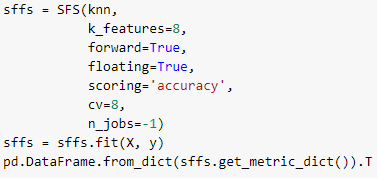 sffs = SFS(knn,
k_features=8,
forward=True,
floating=True,
scoring='accuracy',
cv=8,
n_jobs=-1)
sffs = sffs.fit(X, y)
pd.DataFrame.from_dict(sffs.get_metric_dict()).T